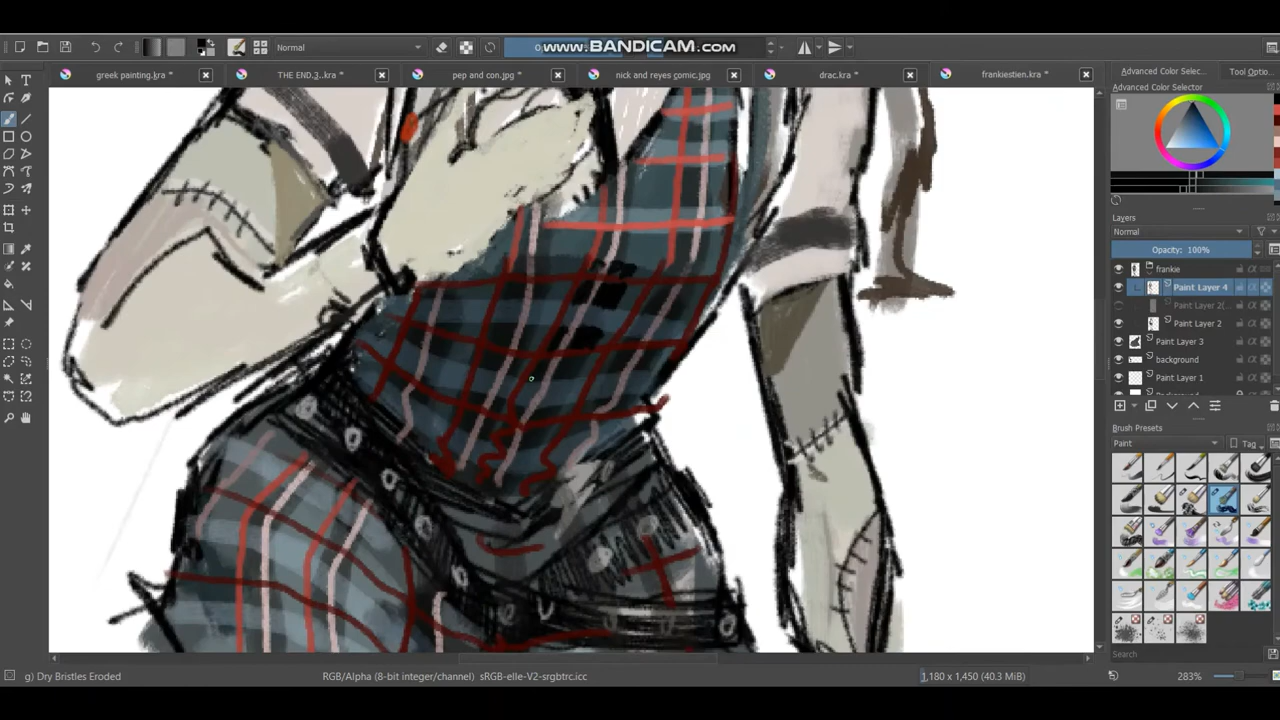 Normal
www.BANDICAM.com
greek painting.kra *
THE END.3..kra *
pep and con.jpg *
nick and reyes comic.jpg
drac.kra *
frankiestien.kra *
Advanced Color Selec...
Tool Optio...
Advanced Color Selector
Layers
Normal
Opacity: 100%
frankie
Paint Layer 4
Paint Layer 2(
Paint Layer 2
Paint Layer 3
background
Paint Layer 1
Brush Presets
Paint
Tag
Search
g) Dry Bristles Eroded
RGB/Alpha (8-bit integer/channel) sRGB-elle-V2-srgbtrc.icc
1,180 x 1,450 (40.3 MiB)
283%